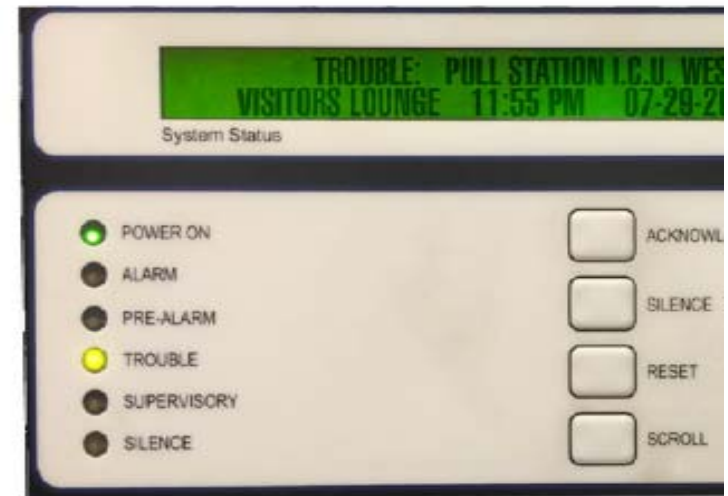 TROUBLE: PULL STATION I.C.U. WES
VISITORS LOUNGE 11:55 PM 07-29-2
System Status
POWER ON
ALARM
PRE-ALARM
TROUBLE
SUPERVISORY
SILENCE
ACKNOWL
SILENCE
RESET
SCROLL